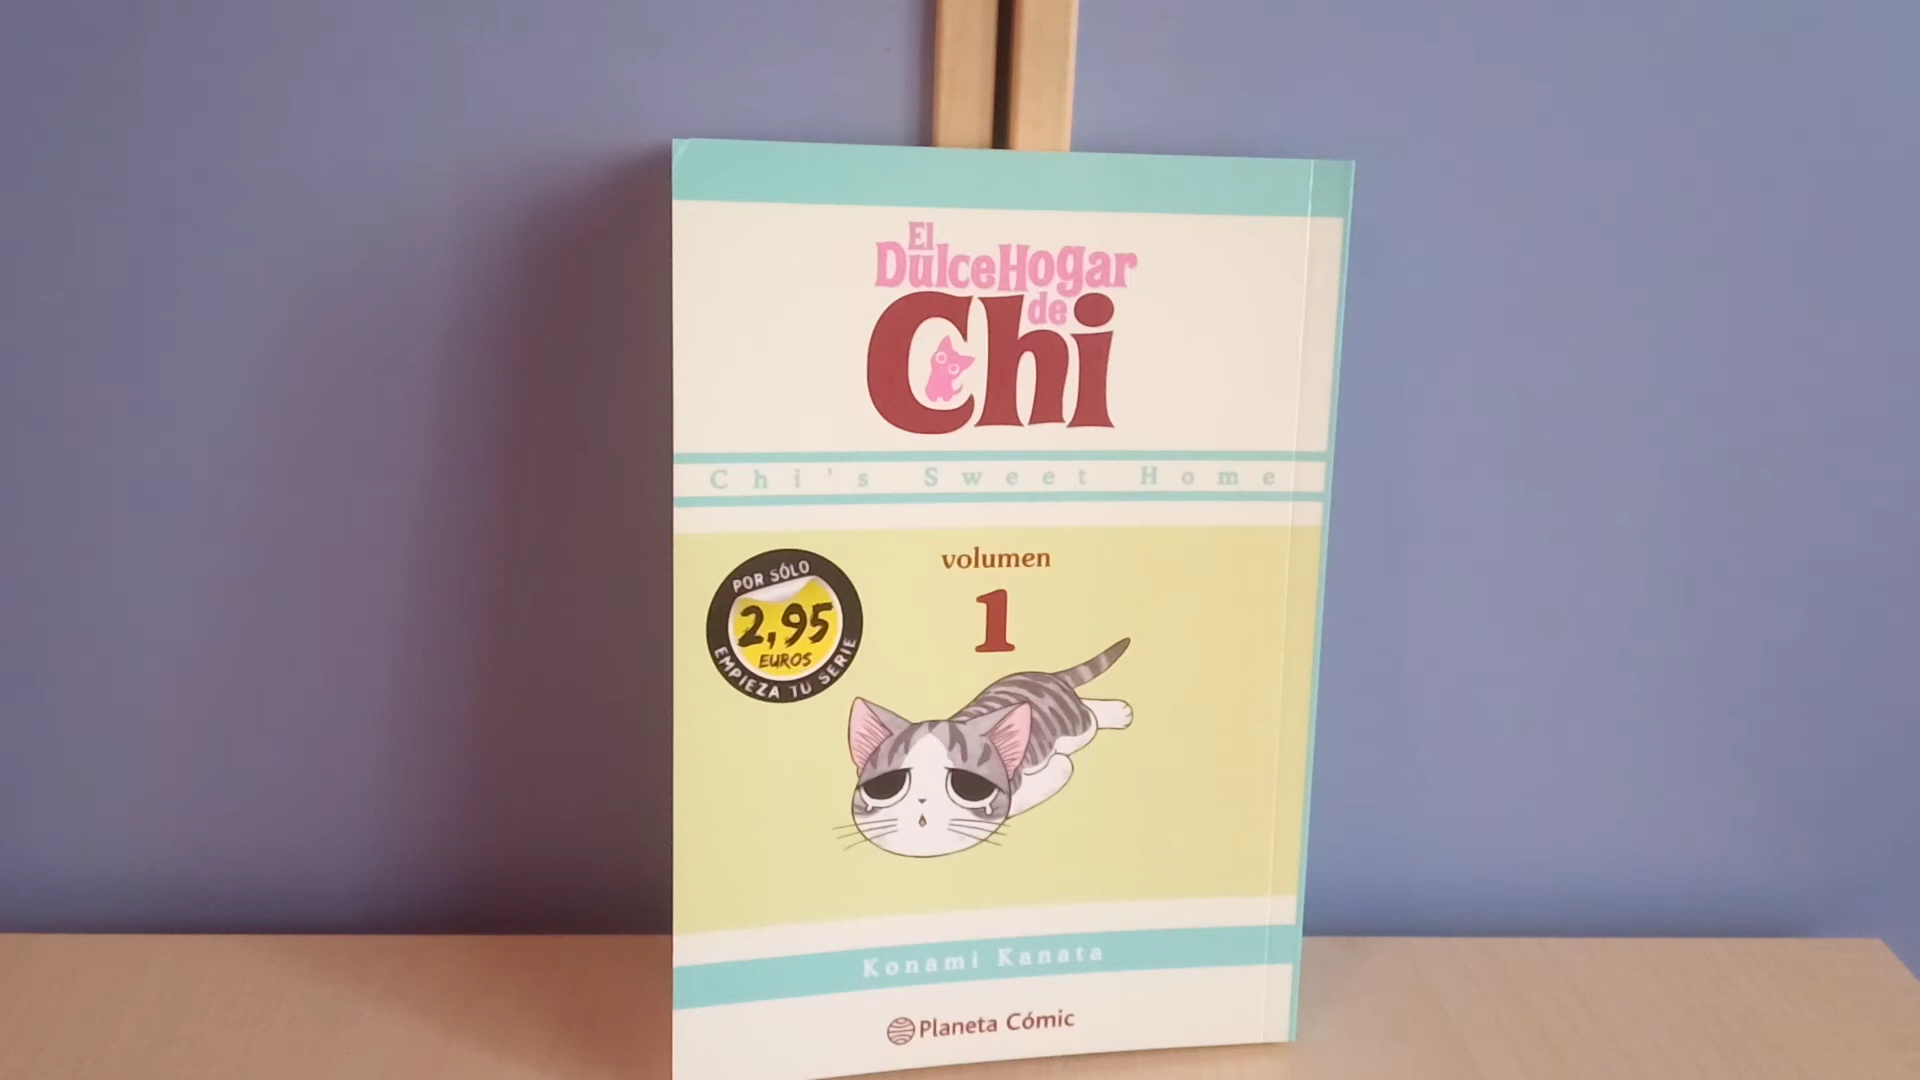 El
DulceHogar
de
Chi
Chi's Sweet Home
volumen
1
POR SÓLO
2,95
EUROS
EMPIEZA TU SERIE
Konami Kanata
Planeta Cómic